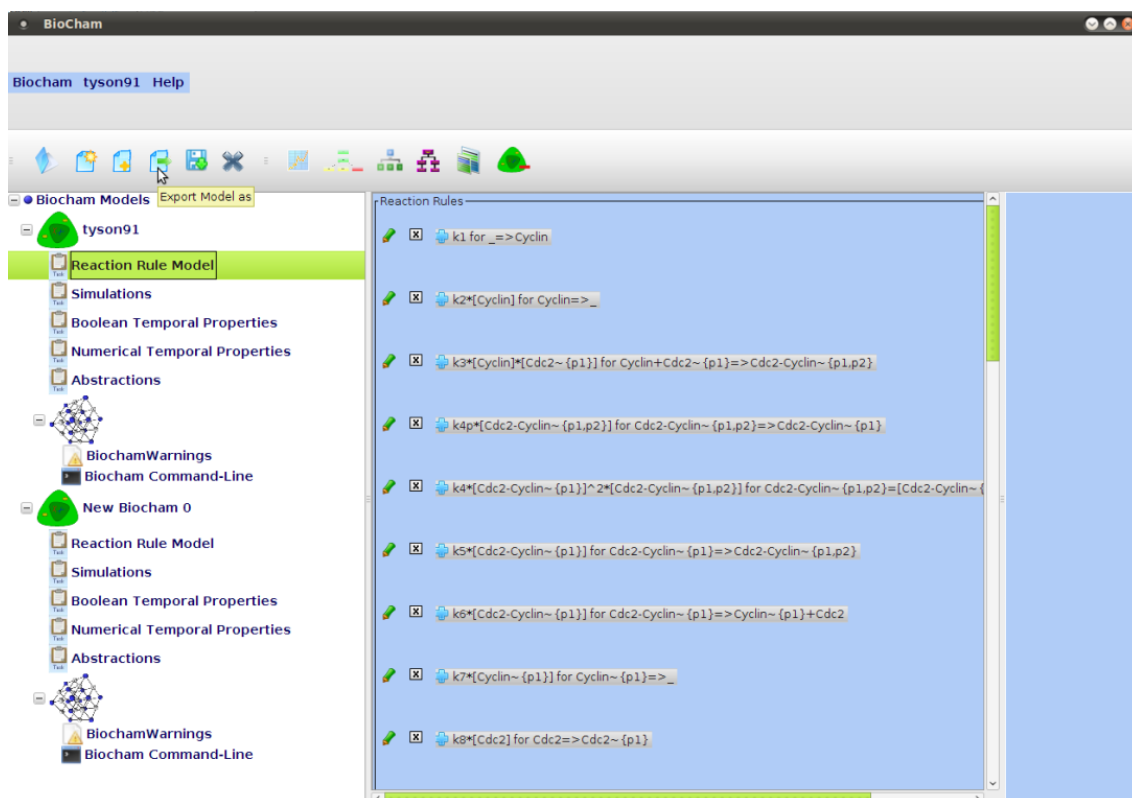 BioCham
Biocham tyson91 Help
Export Model as
Biocham Models
tyson91
Reaction Rule Model
Simulations
Boolean Temporal Properties
Numerical Temporal Properties
Abstractions
BiochamWarnings
Biocham Command-Line
New Biocham 0
Reaction Rule Model
Simulations
Boolean Temporal Properties
Numerical Temporal Properties
Abstractions
BiochamWarnings
Biocham Command-Line
Reaction Rules
k1 for _=>Cyclin
k2*[Cyclin] for Cyclin=>_
k3*[Cyclin]*[Cdc2~{p1}] for Cyclin+Cdc2~{p1}=>Cdc2-Cyclin~{p1,p2}
k4p*[Cdc2-Cyclin~{p1,p2}] for Cdc2-Cyclin~{p1,p2}=>Cdc2-Cyclin~{p1}
k4*[Cdc2-Cyclin~{p1}]^2*[Cdc2-Cyclin~{p1,p2}] for Cdc2-Cyclin~{p1,p2}=[Cdc2-Cyclin~{
k5*[Cdc2-Cyclin~{p1}] for Cdc2-Cyclin~{p1}=>Cdc2-Cyclin~{p1,p2}
k6*[Cdc2-Cyclin~{p1}] for Cdc2-Cyclin~{p1}=>Cyclin~{p1}+Cdc2
k7*[Cyclin~{p1}] for Cyclin~{p1}=>_
k8*[Cdc2] for Cdc2=>Cdc2~{p1}